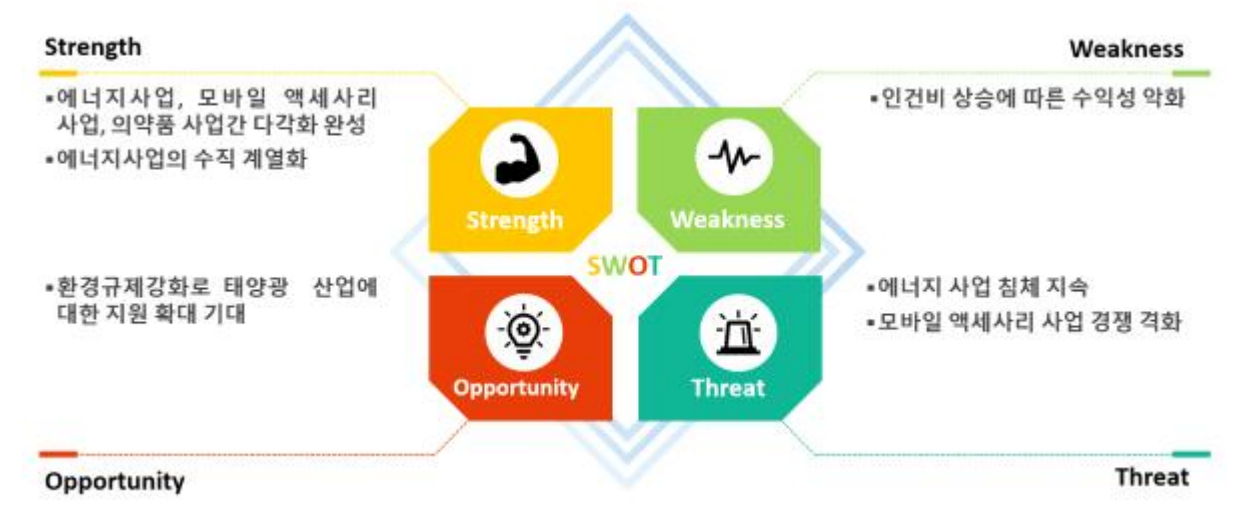 Strength
▪에너지사업, 모바일 액세사리
사업, 의약품 사업간 다각화 완성
▪에너지사업의 수직 계열화
Weakness
▪인건비 상승에 따른 수익성 악화
Strength
Weakness
SWOT
Opportunity
Threat
▪환경규제강화로 태양광 산업에
대한 지원 확대 기대
Opportunity
▪에너지 사업 침체 지속
▪모바일 액세사리 사업 경쟁 격화
Threat